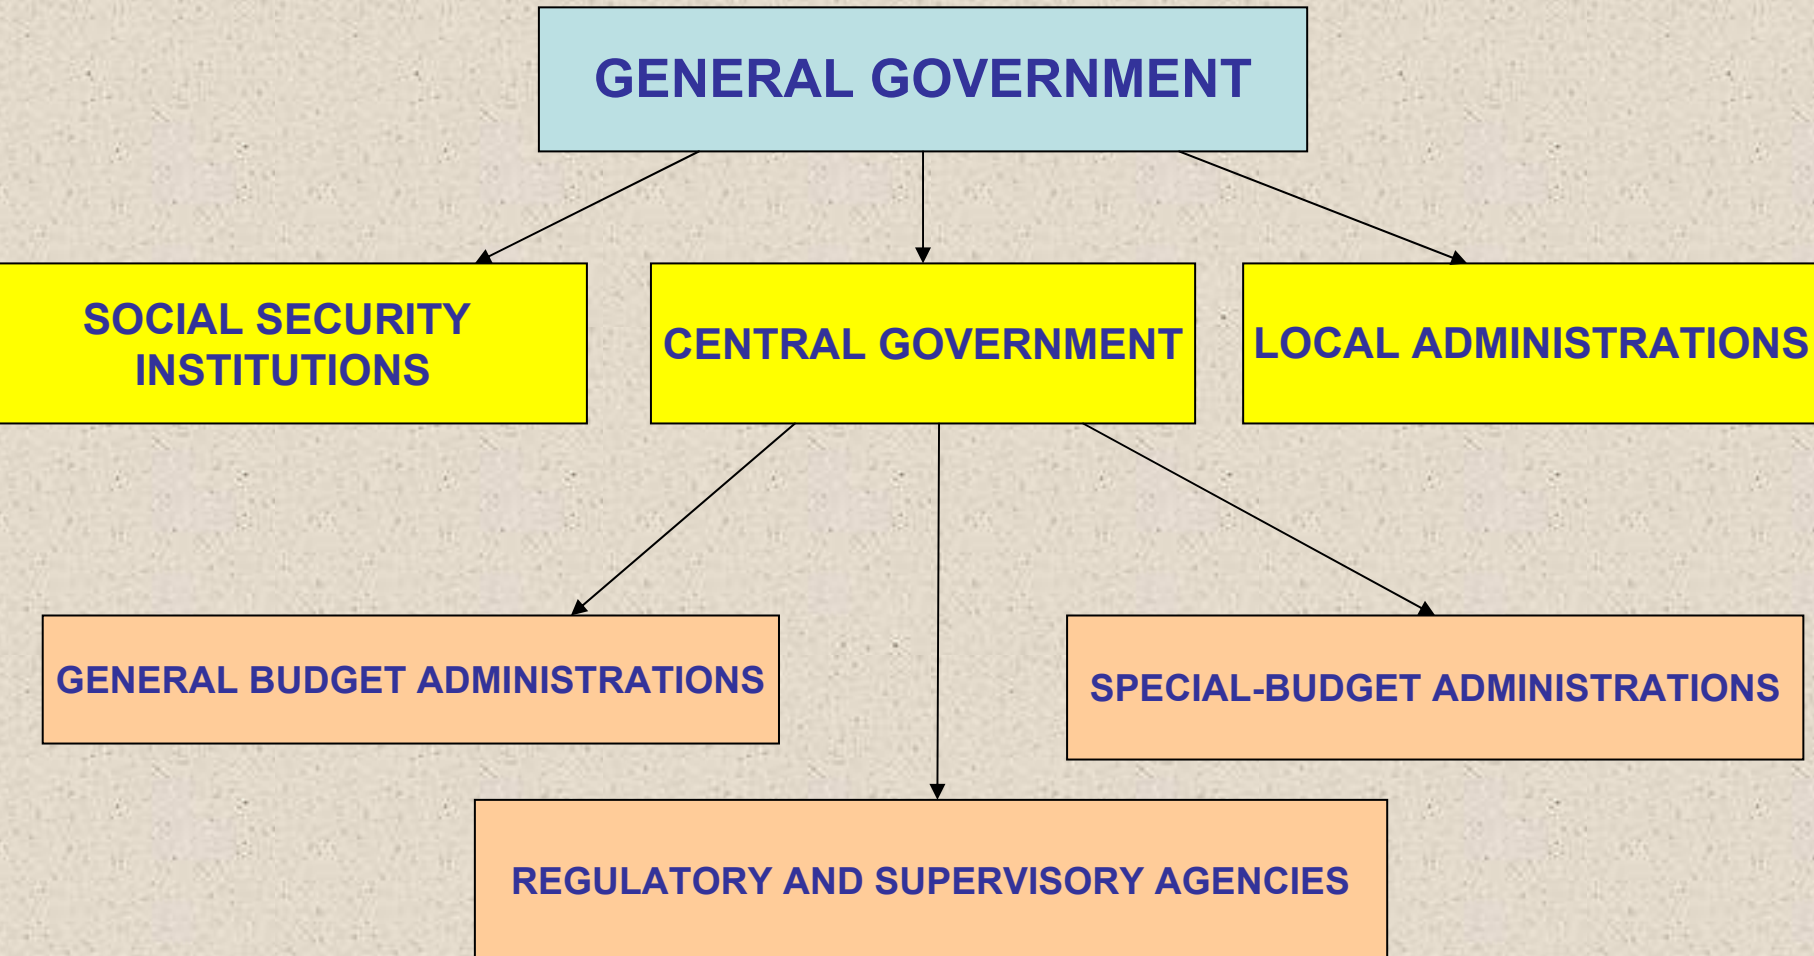 GENERAL GOVERNMENT
SOCIAL SECURITY
INSTITUTIONS
CENTRAL GOVERNMENT
LOCAL ADMINISTRATIONS
GENERAL BUDGET ADMINISTRATIONS
SPECIAL-BUDGET ADMINISTRATIONS
REGULATORY AND SUPERVISORY AGENCIES